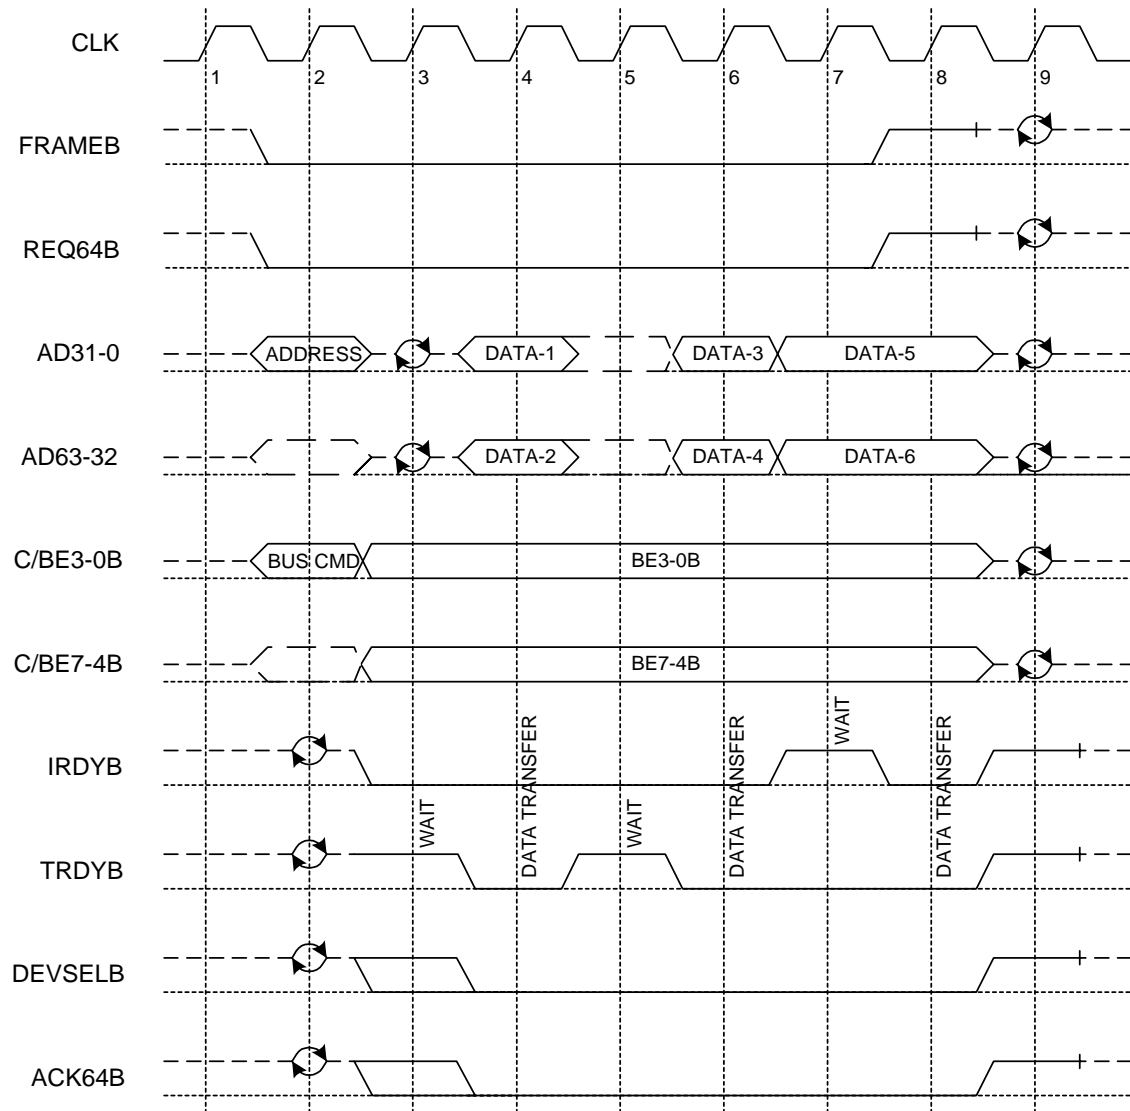 CLK
1 2 3 4 5 6 7 8 9
FRAMEB
REQ64B
AD31-0
ADDRESS DATA-1 DATA-3 DATA-5
AD63-32
DATA-2 DATA-4 DATA-6
C/BE3-0B
BUS CMD BE3-0B
C/BE7-4B
BE7-4B
IRDYB
WAIT
DATA TRANSFER
WAIT
DATA TRANSFER
WAIT
DATA TRANSFER
TRDYB
DEVSELB
ACK64B